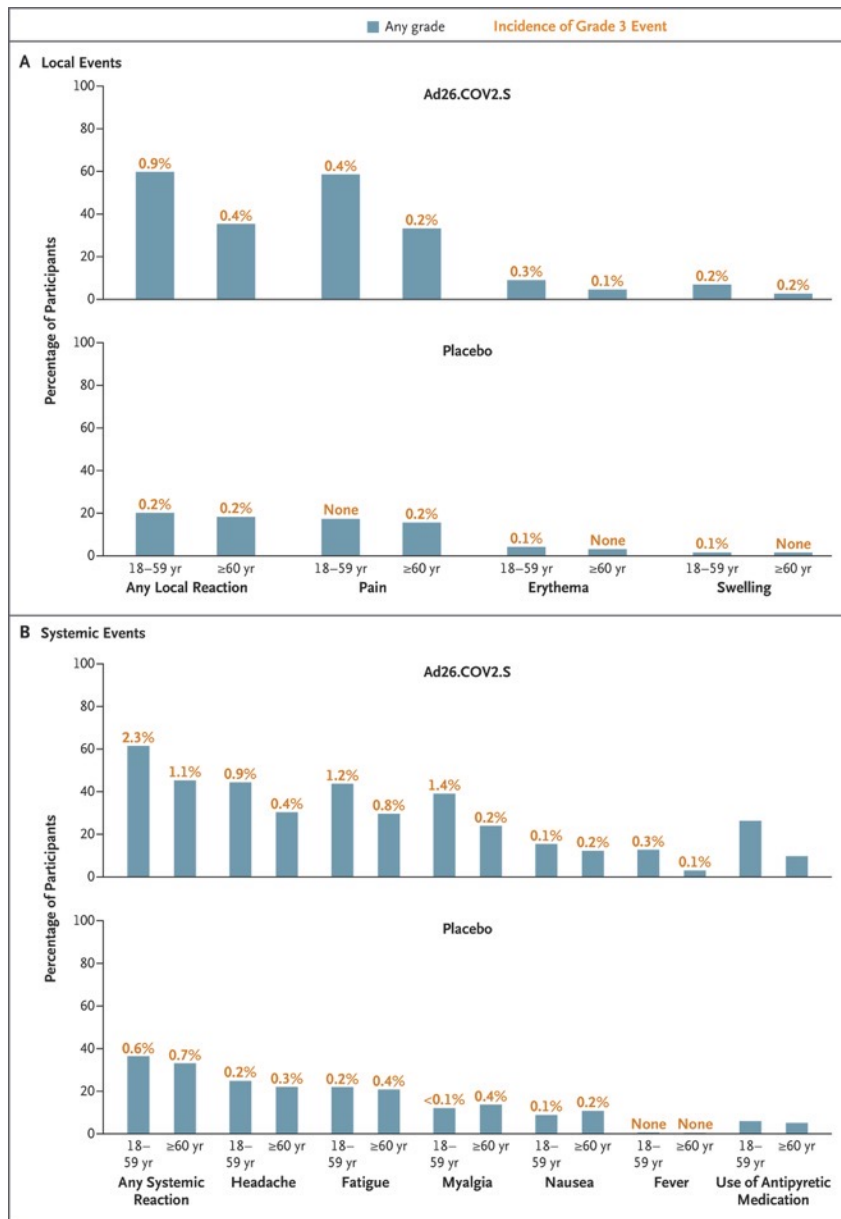 Any grade Incidence of Grade 3 Event
A Local Events
Ad26.COV2.S
Percentage of Participants
100
80
60
40
20
0
0.9%
0.4%
0.4%
0.2%
0.3%
0.1%
0.2%
0.2%
Placebo
100
80
60
40
20
0
0.2%
0.2%
None
0.2%
0.1%
None
0.1%
None
18–59 yr ≥60 yr 18–59 yr ≥60 yr 18–59 yr ≥60 yr 18–59 yr ≥60 yr
Any Local Reaction Pain Erythema Swelling
B Systemic Events
Ad26.COV2.S
Percentage of Participants
100
80
60
40
20
0
2.3%
1.1%
0.9%
0.4%
1.2%
0.8%
1.4%
0.2%
0.1%
0.2%
0.3%
0.1%
Placebo
100
80
60
40
20
0
0.6%
0.7%
0.2%
0.3%
0.2%
0.4%
<0.1%
0.4%
0.1%
0.2%
None
None
18– ≥60 yr 18– ≥60 yr 18– ≥60 yr 18– ≥60 yr 18– ≥60 yr 18– ≥60 yr 18– ≥60 yr
59 yr 59 yr 59 yr 59 yr 59 yr 59 yr 59 yr
Any Systemic Headache Fatigue Myalgia Nausea Fever Use of Antipyretic
Reaction Medication